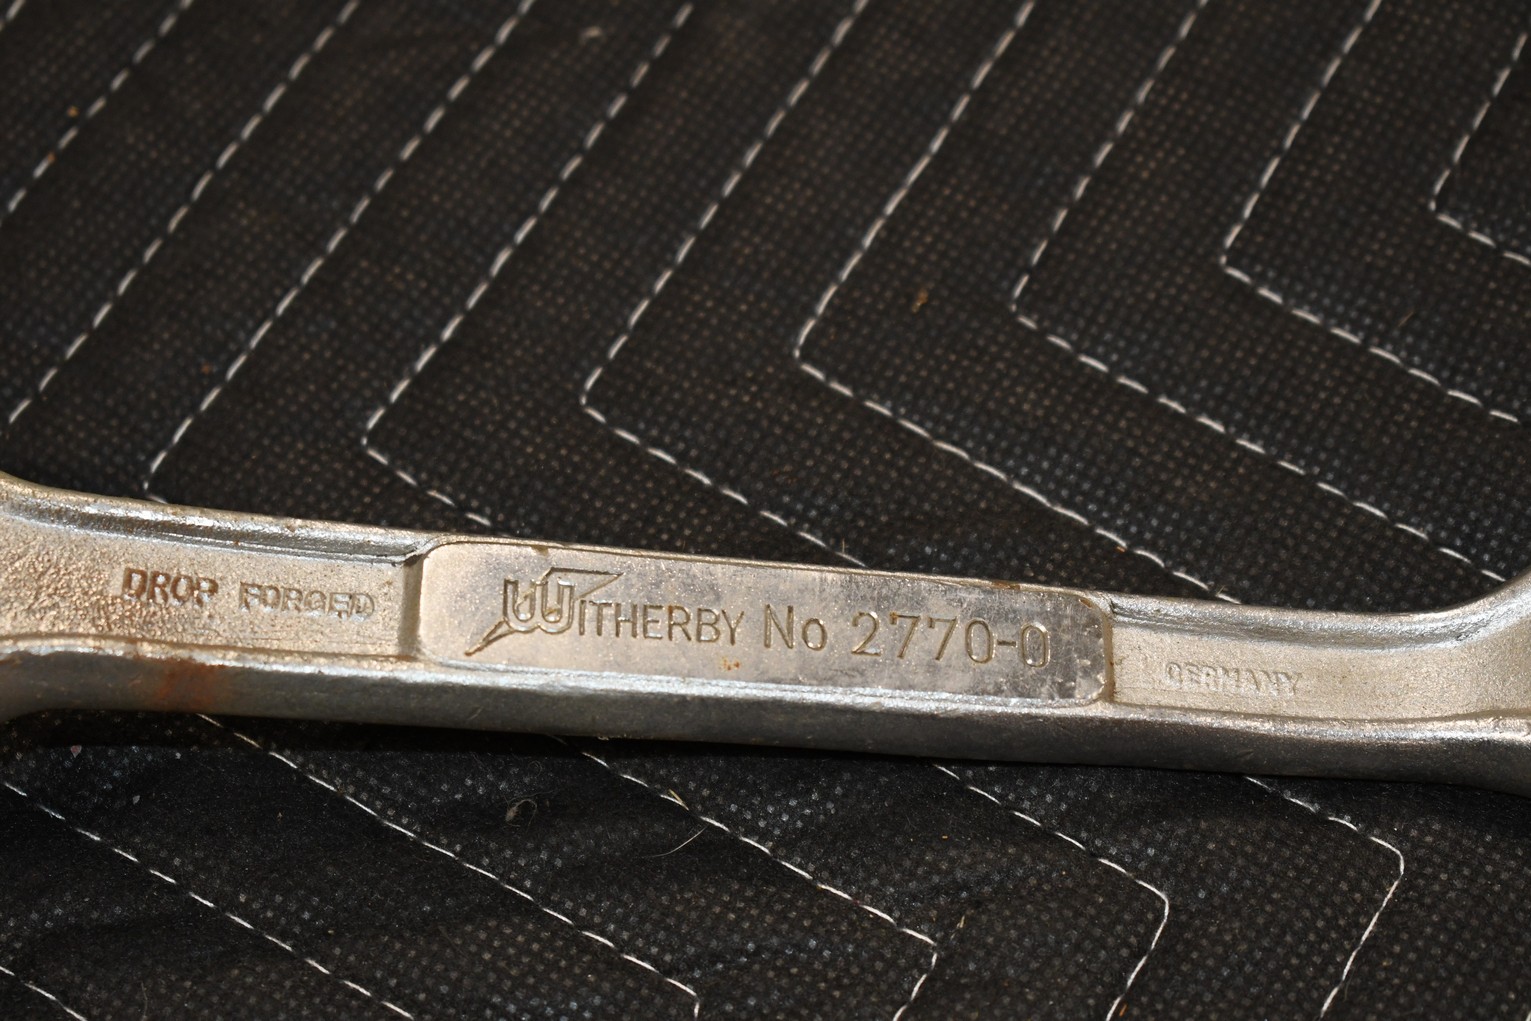 DROP FORGED
WITHERBY No 2770-0
GERMANY